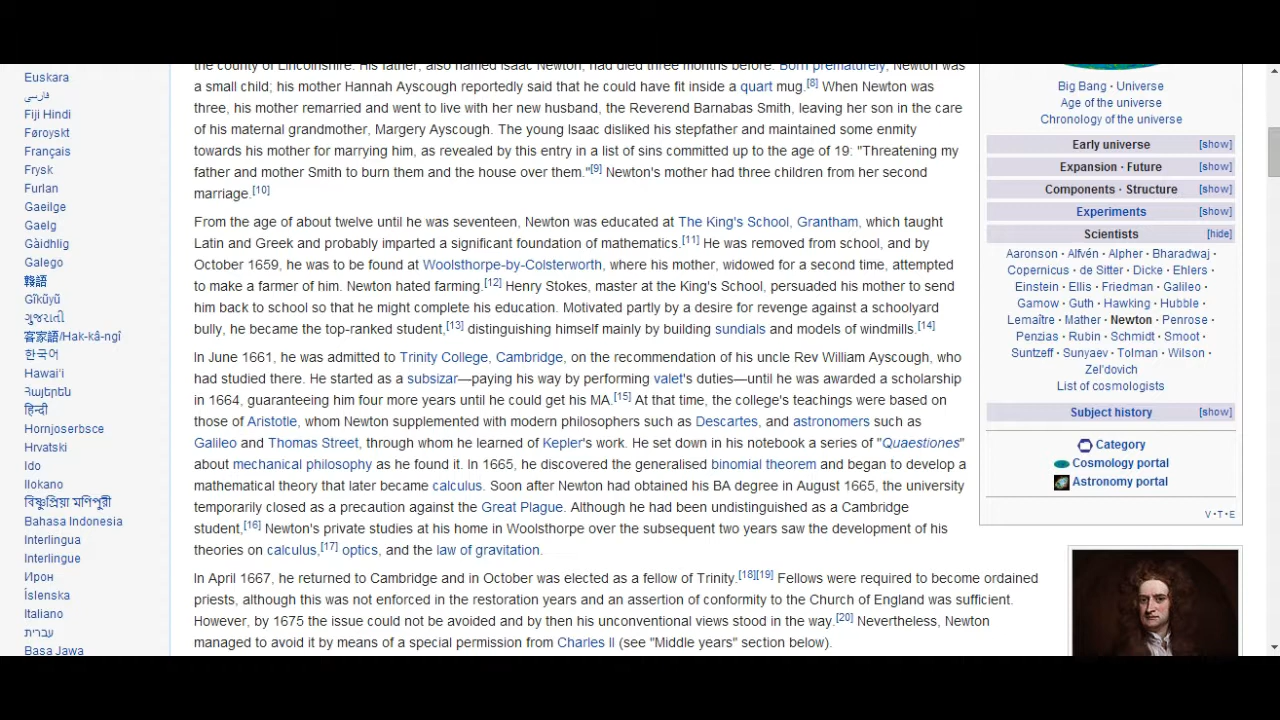 Euskara
فارسی
Fiji Hindi
Føroyskt
Français
Frysk
Furlan
Gaeilge
Gaelg
Gàidhlig
Galego
贛語
Gĩkũyũ
ગુજરાતી
客家語/Hak-kâ-ngî
한국어
Hawai'i
Հայերեն
हिन्दी
Hornjoserbsce
Hrvatski
Ido
Ilokano
বিষ্ণুপ্রিয়া মণিপুরী
Bahasa Indonesia
Interlingua
Interlingue
Ирон
Íslenska
Italiano
עברית
Basa Jawa
the county of Lincolnshire. His father, also named Isaac Newton, had died three months before. Born prematurely, Newton was
a small child; his mother Hannah Ayscough reportedly said that he could have fit inside a quart mug.[8] When Newton was
three, his mother remarried and went to live with her new husband, the Reverend Barnabas Smith, leaving her son in the care
of his maternal grandmother, Margery Ayscough. The young Isaac disliked his stepfather and maintained some enmity
towards his mother for marrying him, as revealed by this entry in a list of sins committed up to the age of 19: "Threatening my
father and mother Smith to burn them and the house over them."[9] Newton's mother had three children from her second
marriage.[10]
From the age of about twelve until he was seventeen, Newton was educated at The King's School, Grantham, which taught
Latin and Greek and probably imparted a significant foundation of mathematics.[11] He was removed from school, and by
October 1659, he was to be found at Woolsthorpe-by-Colsterworth, where his mother, widowed for a second time, attempted
to make a farmer of him. Newton hated farming.[12] Henry Stokes, master at the King's School, persuaded his mother to send
him back to school so that he might complete his education. Motivated partly by a desire for revenge against a schoolyard
bully, he became the top-ranked student,[13] distinguishing himself mainly by building sundials and models of windmills.[14]
In June 1661, he was admitted to Trinity College, Cambridge, on the recommendation of his uncle Rev William Ayscough, who
had studied there. He started as a subsizar—paying his way by performing valet's duties—until he was awarded a scholarship
in 1664, guaranteeing him four more years until he could get his MA.[15] At that time, the college's teachings were based on
those of Aristotle, whom Newton supplemented with modern philosophers such as Descartes, and astronomers such as
Galileo and Thomas Street, through whom he learned of Kepler's work. He set down in his notebook a series of "Quaestiones"
about mechanical philosophy as he found it. In 1665, he discovered the generalised binomial theorem and began to develop a
mathematical theory that later became calculus. Soon after Newton had obtained his BA degree in August 1665, the university
temporarily closed as a precaution against the Great Plague. Although he had been undistinguished as a Cambridge
student,[16] Newton's private studies at his home in Woolsthorpe over the subsequent two years saw the development of his
theories on calculus,[17] optics, and the law of gravitation.
In April 1667, he returned to Cambridge and in October was elected as a fellow of Trinity.[18][19] Fellows were required to become ordained
priests, although this was not enforced in the restoration years and an assertion of conformity to the Church of England was sufficient.
However, by 1675 the issue could not be avoided and by then his unconventional views stood in the way.[20] Nevertheless, Newton
managed to avoid it by means of a special permission from Charles II (see "Middle years" section below).
Big Bang · Universe
Age of the universe
Chronology of the universe
Early universe [show]
Expansion · Future [show]
Components · Structure [show]
Experiments [show]
Scientists [hide]
Aaronson · Alfvén · Alpher · Bharadwaj ·
Copernicus · de Sitter · Dicke · Ehlers ·
Einstein · Ellis · Friedman · Galileo ·
Gamow · Guth · Hawking · Hubble ·
Lemaître · Mather · Newton · Penrose ·
Penzias · Rubin · Schmidt · Smoot ·
Suntzeff · Sunyaev · Tolman · Wilson ·
Zel'dovich
List of cosmologists
Subject history [show]
Category
Cosmology portal
Astronomy portal
V · T · E